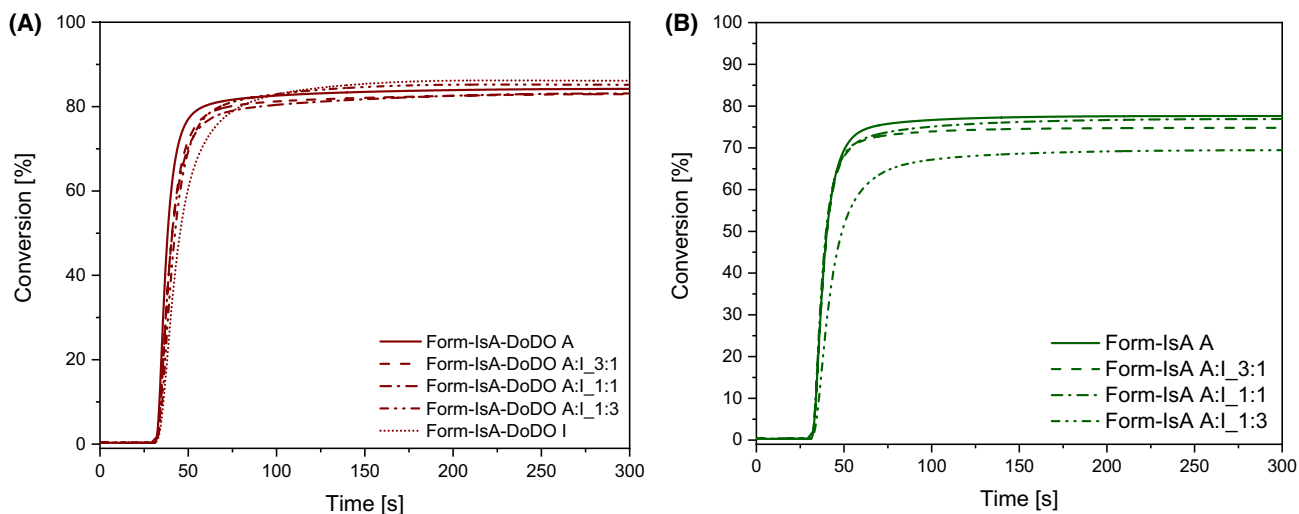 (A)
100
80
60
40
20
0
Conversion [%]
Form-IsA-DoDO A
Form-IsA-DoDO A:I_3:1
Form-IsA-DoDO A:I_1:1
Form-IsA-DoDO A:I_1:3
Form-IsA-DoDO I
0 50 100 150 200 250 300
Time [s]
(B)
100
90
80
70
60
50
40
30
20
10
0
Conversion [%]
Form-IsA A
Form-IsA A:I_3:1
Form-IsA A:I_1:1
Form-IsA A:I_1:3
0 50 100 150 200 250 300
Time [s]